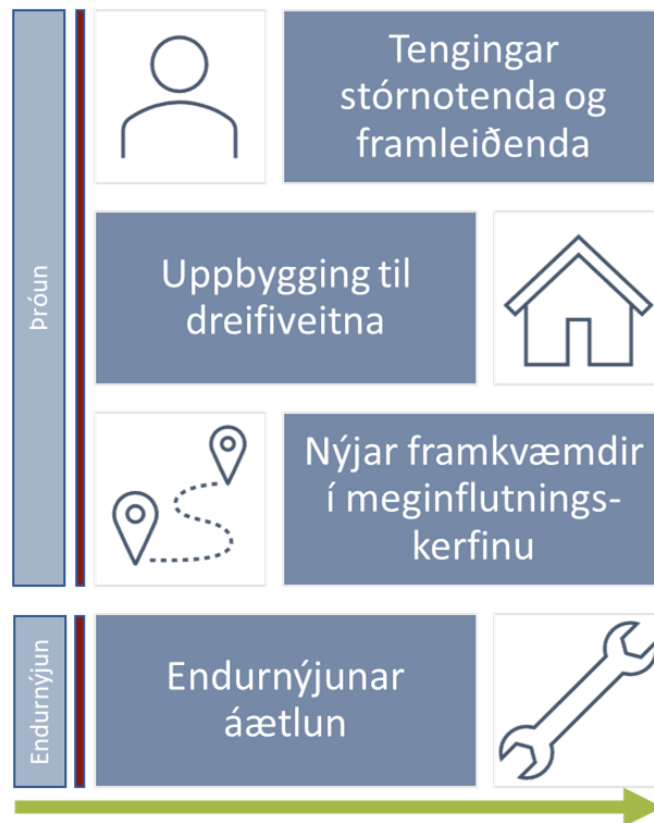 Þróun
Tengingar
stórnotenda og
framleiðenda
Uppbygging til
dreifiveitna
Nýjar framkvæmdir
í meginflutnings-
kerfinu
Endurnýjun
Endurnýjunar
áætlun